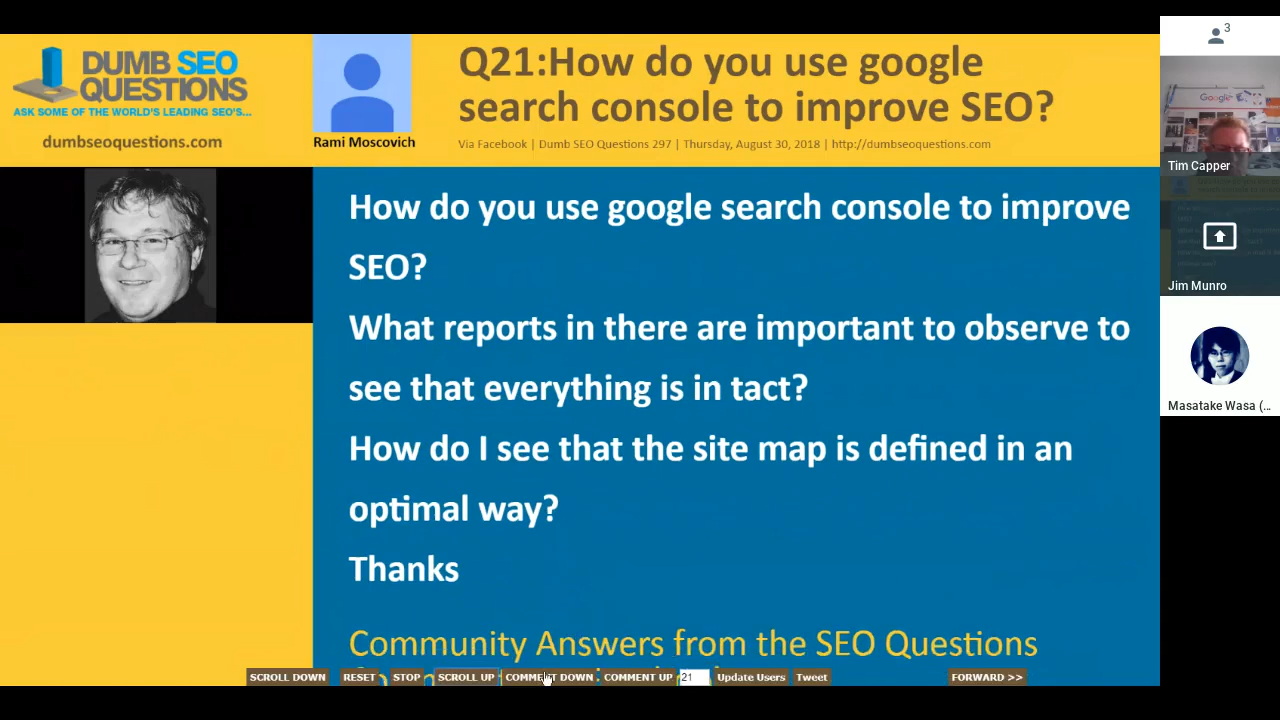 DUMB SEO
QUESTIONS
ASK SOME OF THE WORLD'S LEADING SEO'S...
dumbseoquestions.com
Rami Moscovich
Q21:How do you use google
search console to improve SEO?
Via Facebook | Dumb SEO Questions 297 | Thursday, August 30, 2018 | http://dumbseoquestions.com
How do you use google search console to improve
SEO?
What reports in there are important to observe to
see that everything is in tact?
How do I see that the site map is defined in an
optimal way?
Thanks
Community Answers from the SEO Questions
SCROLL DOWN RESET STOP SCROLL UP COMMENT DOWN COMMENT UP 21 Update Users Tweet FORWARD >>
3
Google
Tim Capper
Jim Munro
Masatake Wasa (...